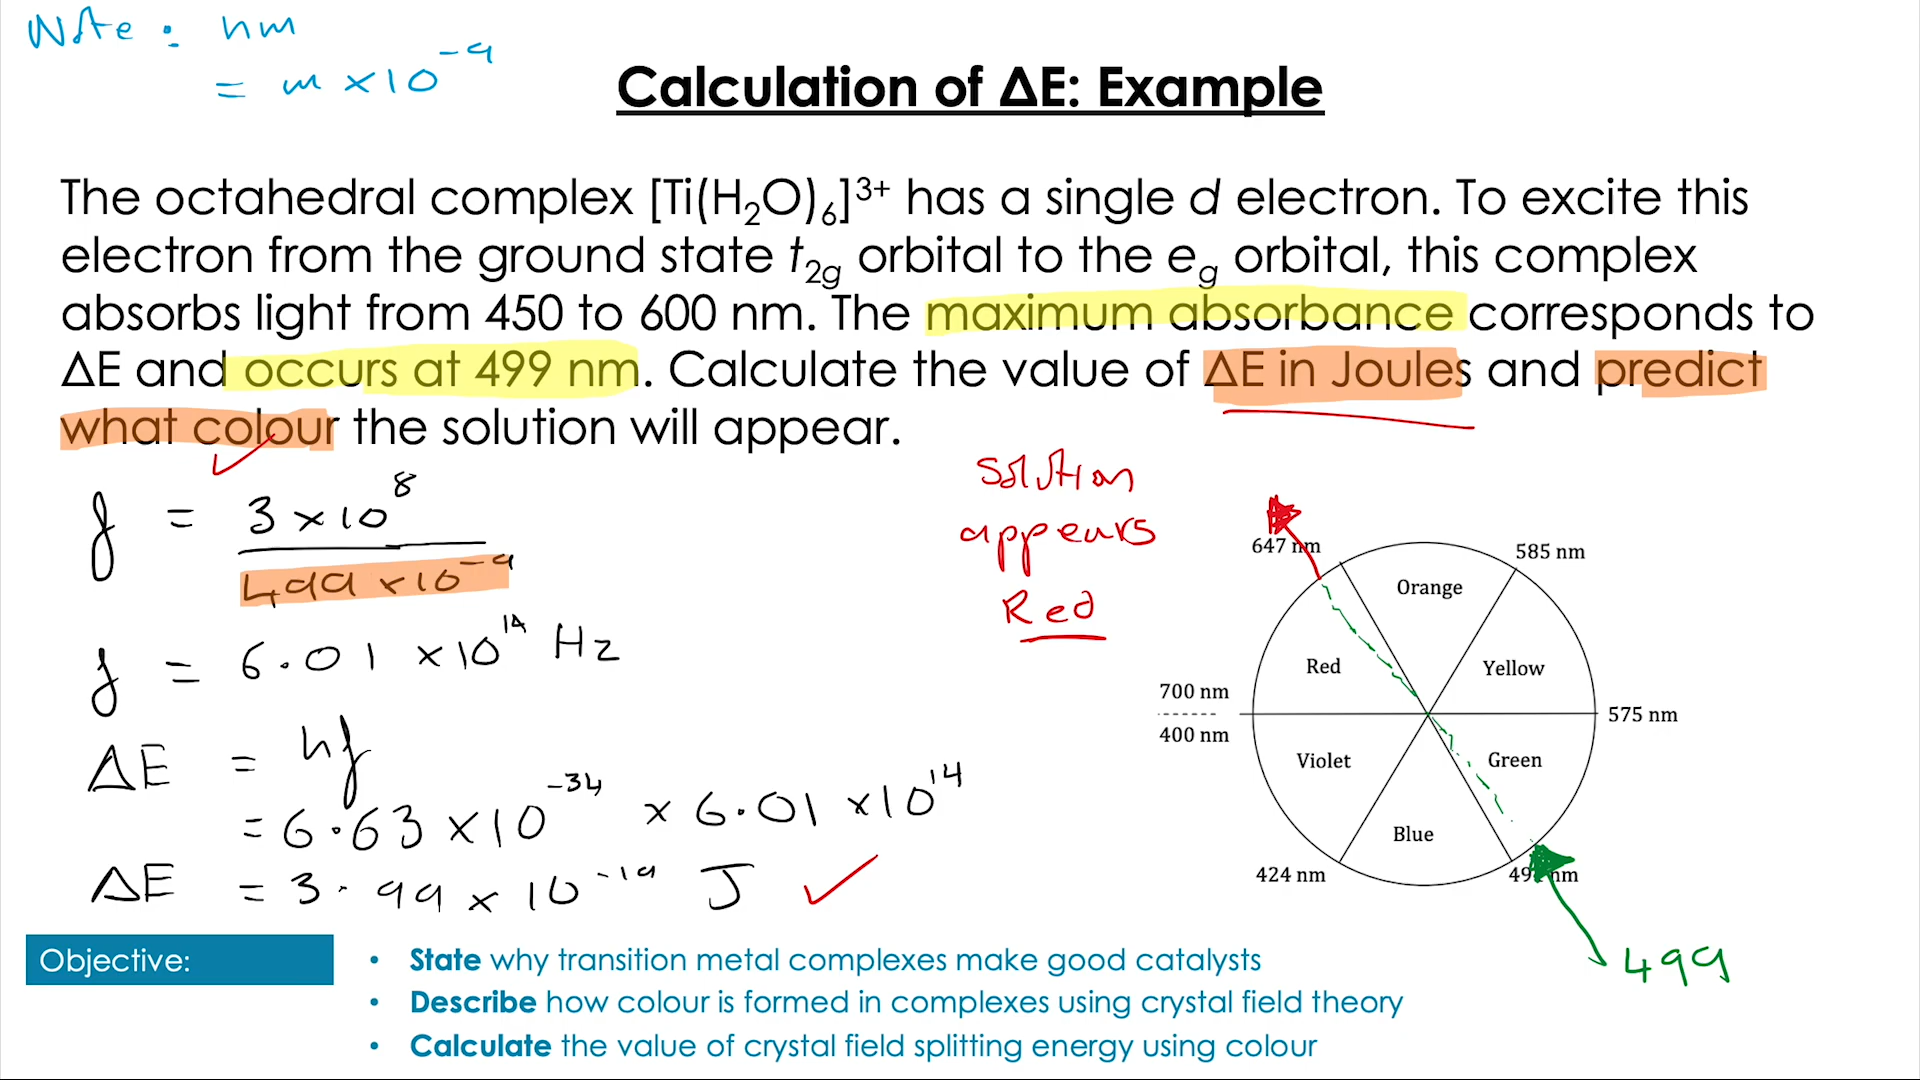 Note : nm
= m x10⁻⁹
Calculation of ΔE: Example
The octahedral complex [Ti(H₂O)₆]³⁺ has a single d electron. To excite this
electron from the ground state t₂g orbital to the eg orbital, this complex
absorbs light from 450 to 600 nm. The maximum absorbance corresponds to
ΔE and occurs at 499 nm. Calculate the value of ΔE in Joules and predict
what colour the solution will appear.
f = 3 x10⁸
499 x10⁻⁹
f = 6.01 x10¹⁴ Hz
ΔE = hf
= 6.63 x10⁻³⁴ x 6.01 x10¹⁴
ΔE = 3.99 x 10⁻¹⁹ J
Solution
appears
Red
647 nm
585 nm
Orange
Red
Yellow
700 nm
400 nm
575 nm
Violet
Green
Blue
424 nm
nm
499
Objective:
• State why transition metal complexes make good catalysts
• Describe how colour is formed in complexes using crystal field theory
• Calculate the value of crystal field splitting energy using colour